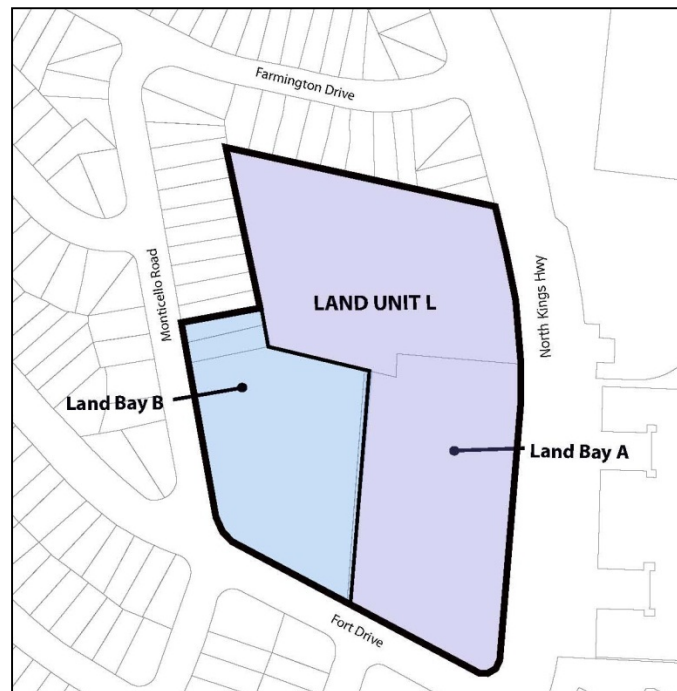 Farmington Drive
Monticello Road
LAND UNIT L
North Kings Hwy
Land Bay B
Land Bay A
Fort Drive